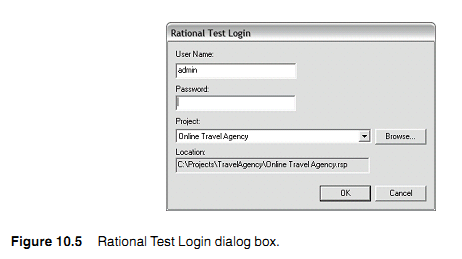 Rational Test Login
User Name:
admin
Password:
Project:
Online Travel Agency
Browse...
Location:
C:\Projects\TravelAgency\Online Travel Agency.rsp
OK
Cancel
Figure 10.5 Rational Test Login dialog box.